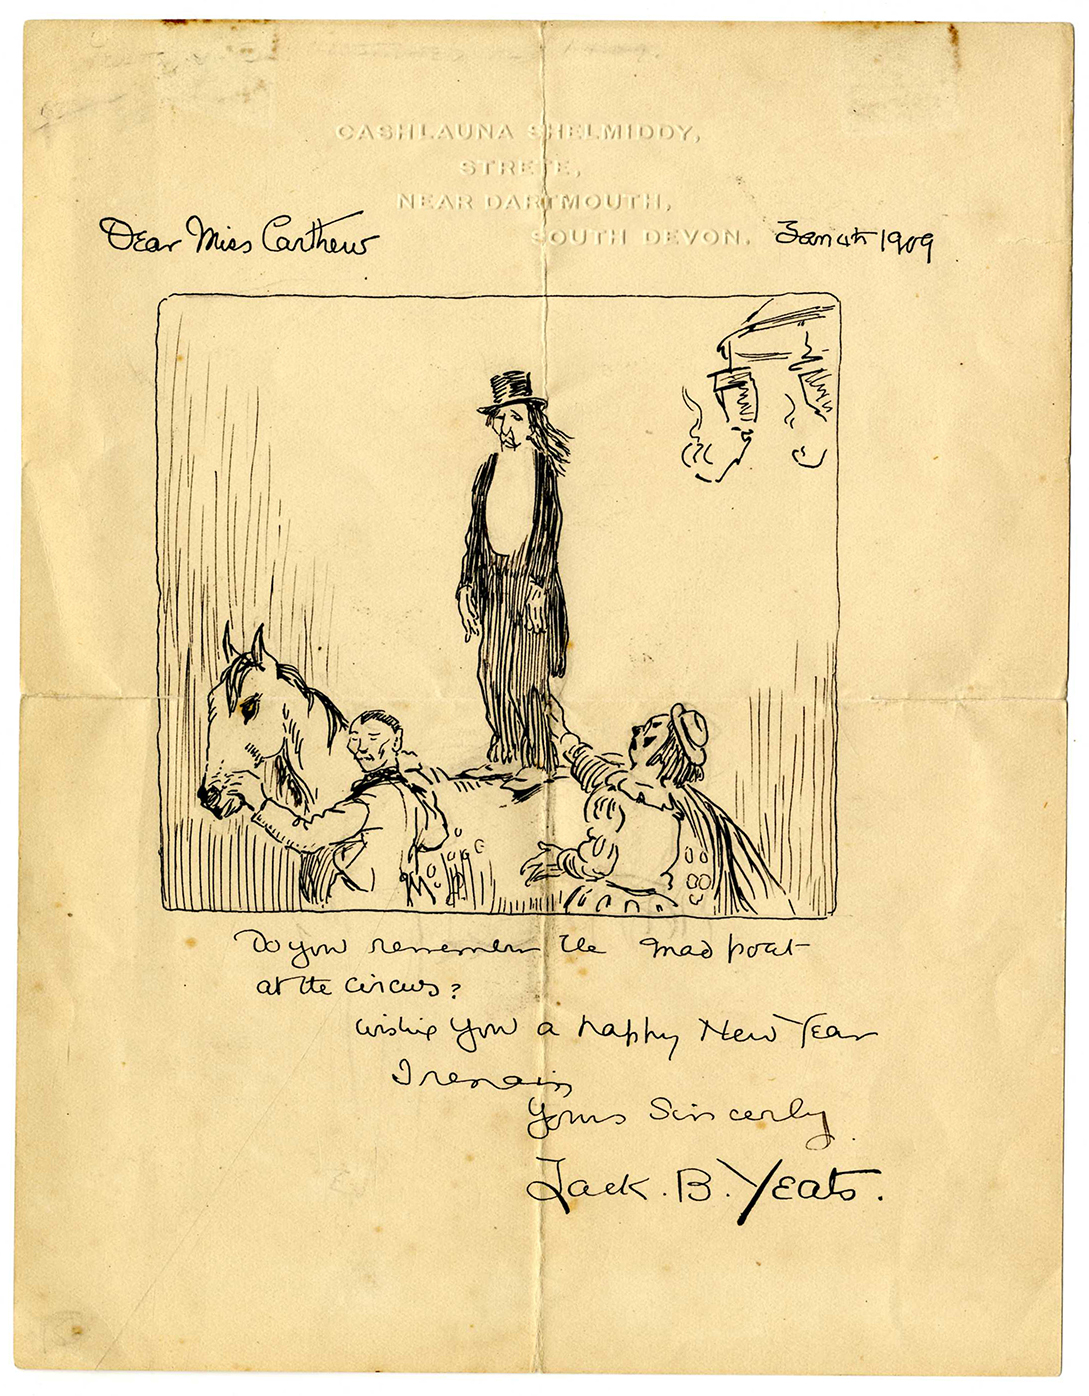 CASHLAUNA SHELMIDDY,
STRETE,
NEAR DARTMOUTH,
SOUTH DEVON.
Dear Miss Carthew
Jan 4th 1909
Do you remember the mad poet
at the circus?
wishing you a happy New Year
I remain
Yours Sincerely
Jack. B. Yeats.